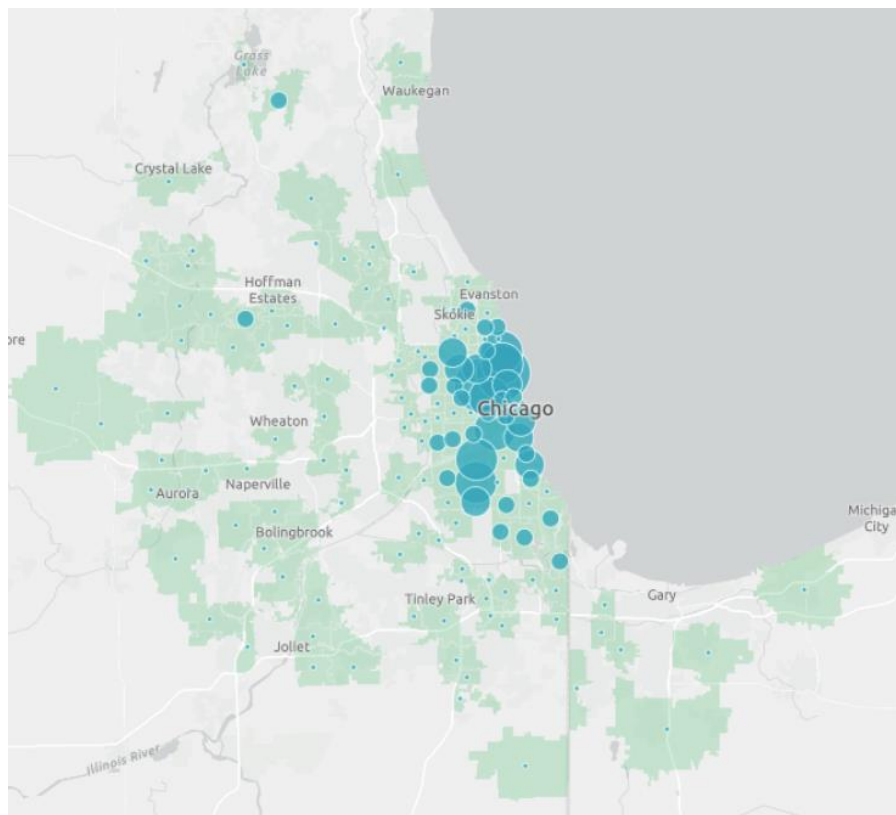 Grass
Lake
Waukegan
Crystal Lake
Hoffman
Estates
Evanston
Skokie
ore
Chicago
Wheaton
Naperville
Aurora
Bolingbrook
Michiga
City
Tinley Park
Gary
Joliet
Illinois River